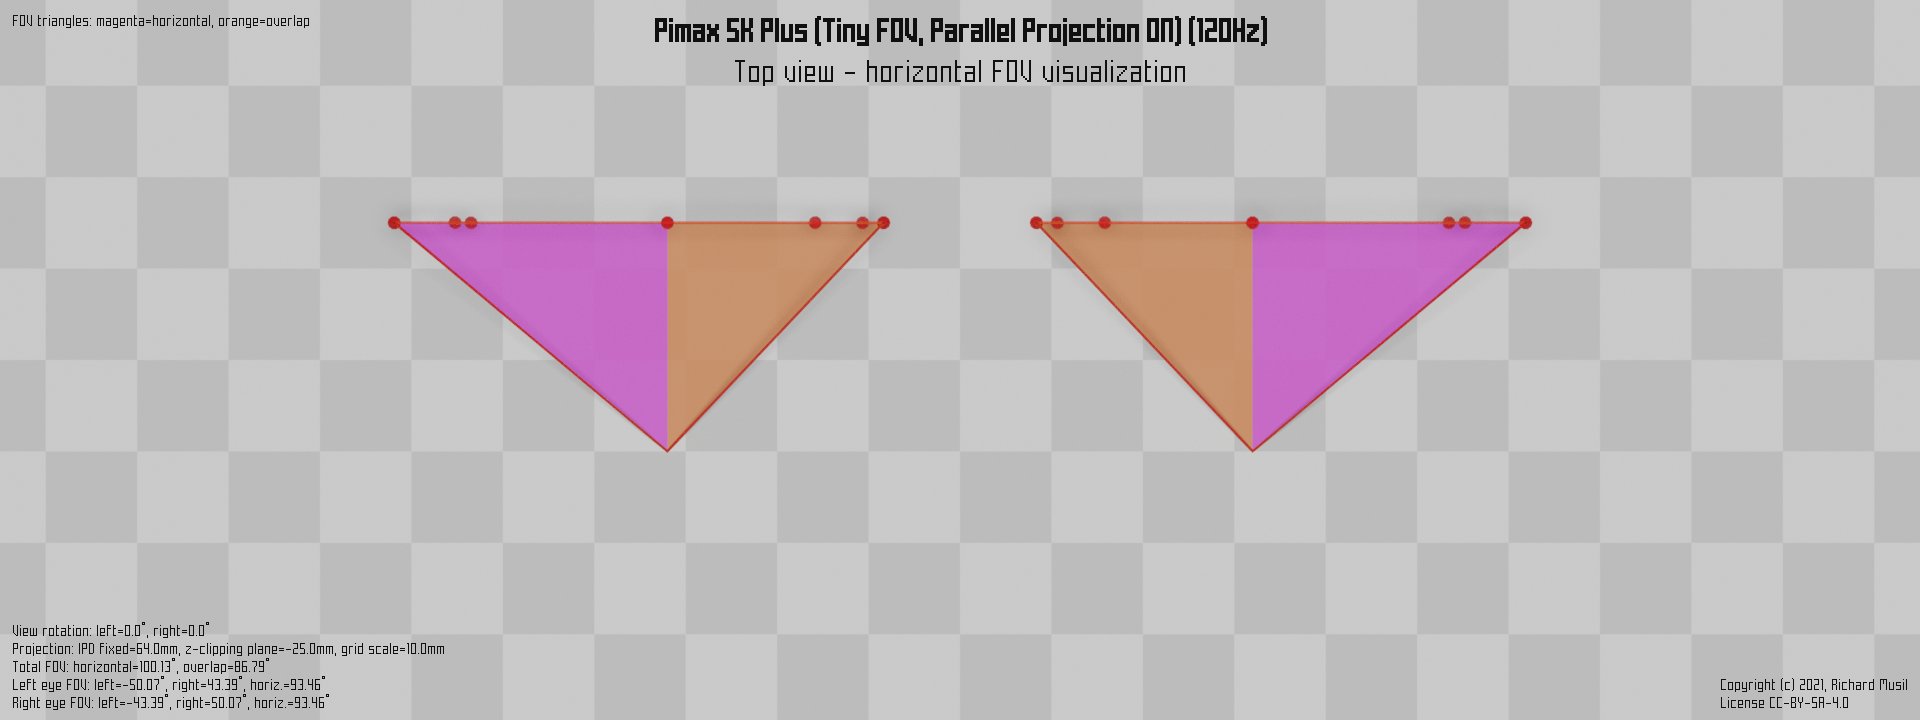 FOV triangles: magenta=horizontal, orange=overlap
Pimax 5K Plus (Tiny FOV, Parallel Projection ON) (120Hz)
Top view - horizontal FOV visualization
View rotation: left=0.0°, right=0.0°
Projection: IPD fixed=64.0mm, z-clipping plane=-25.0mm, grid scale=10.0mm
Total FOV: horizontal=100.13°, overlap=86.79°
Left eye FOV: left=-50.07°, right=43.39°, horiz.=93.46°
Right eye FOV: left=-43.39°, right=50.07°, horiz.=93.46°
Copyright (c) 2021, Richard Musil
License CC-BY-SA-4.0